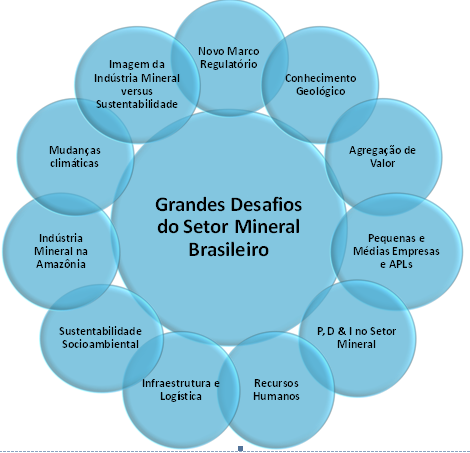 Novo Marco
Regulatório
Conhecimento
Geológico
Agregação de
Valor
Pequenas e
Médias Empresas
e APLs
P, D & I no Setor
Mineral
Recursos
Humanos
Infraestrutura e
Logística
Sustentabilidade
Socioambiental
Indústria
Mineral na
Amazônia
Mudanças
climáticas
Imagem da
Indústria Mineral
versus
Sustentabilidade
Grandes Desafios
do Setor Mineral
Brasileiro